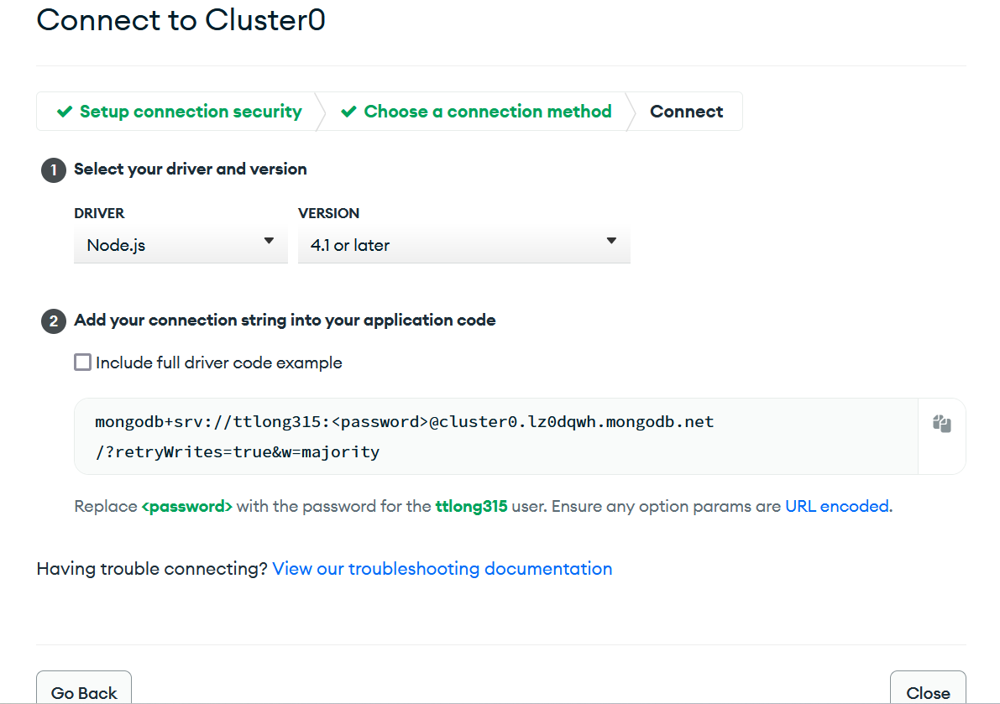 Connect to Cluster0
Setup connection security
Choose a connection method
Connect
1 Select your driver and version
DRIVER
VERSION
Node.js
4.1 or later
2 Add your connection string into your application code
Include full driver code example
mongodb+srv://ttlong315:<password>@cluster0.lz0dqwh.mongodb.net
/?retryWrites=true&w=majority
Replace <password> with the password for the ttlong315 user. Ensure any option params are URL encoded.
Having trouble connecting? View our troubleshooting documentation
Go Back
Close